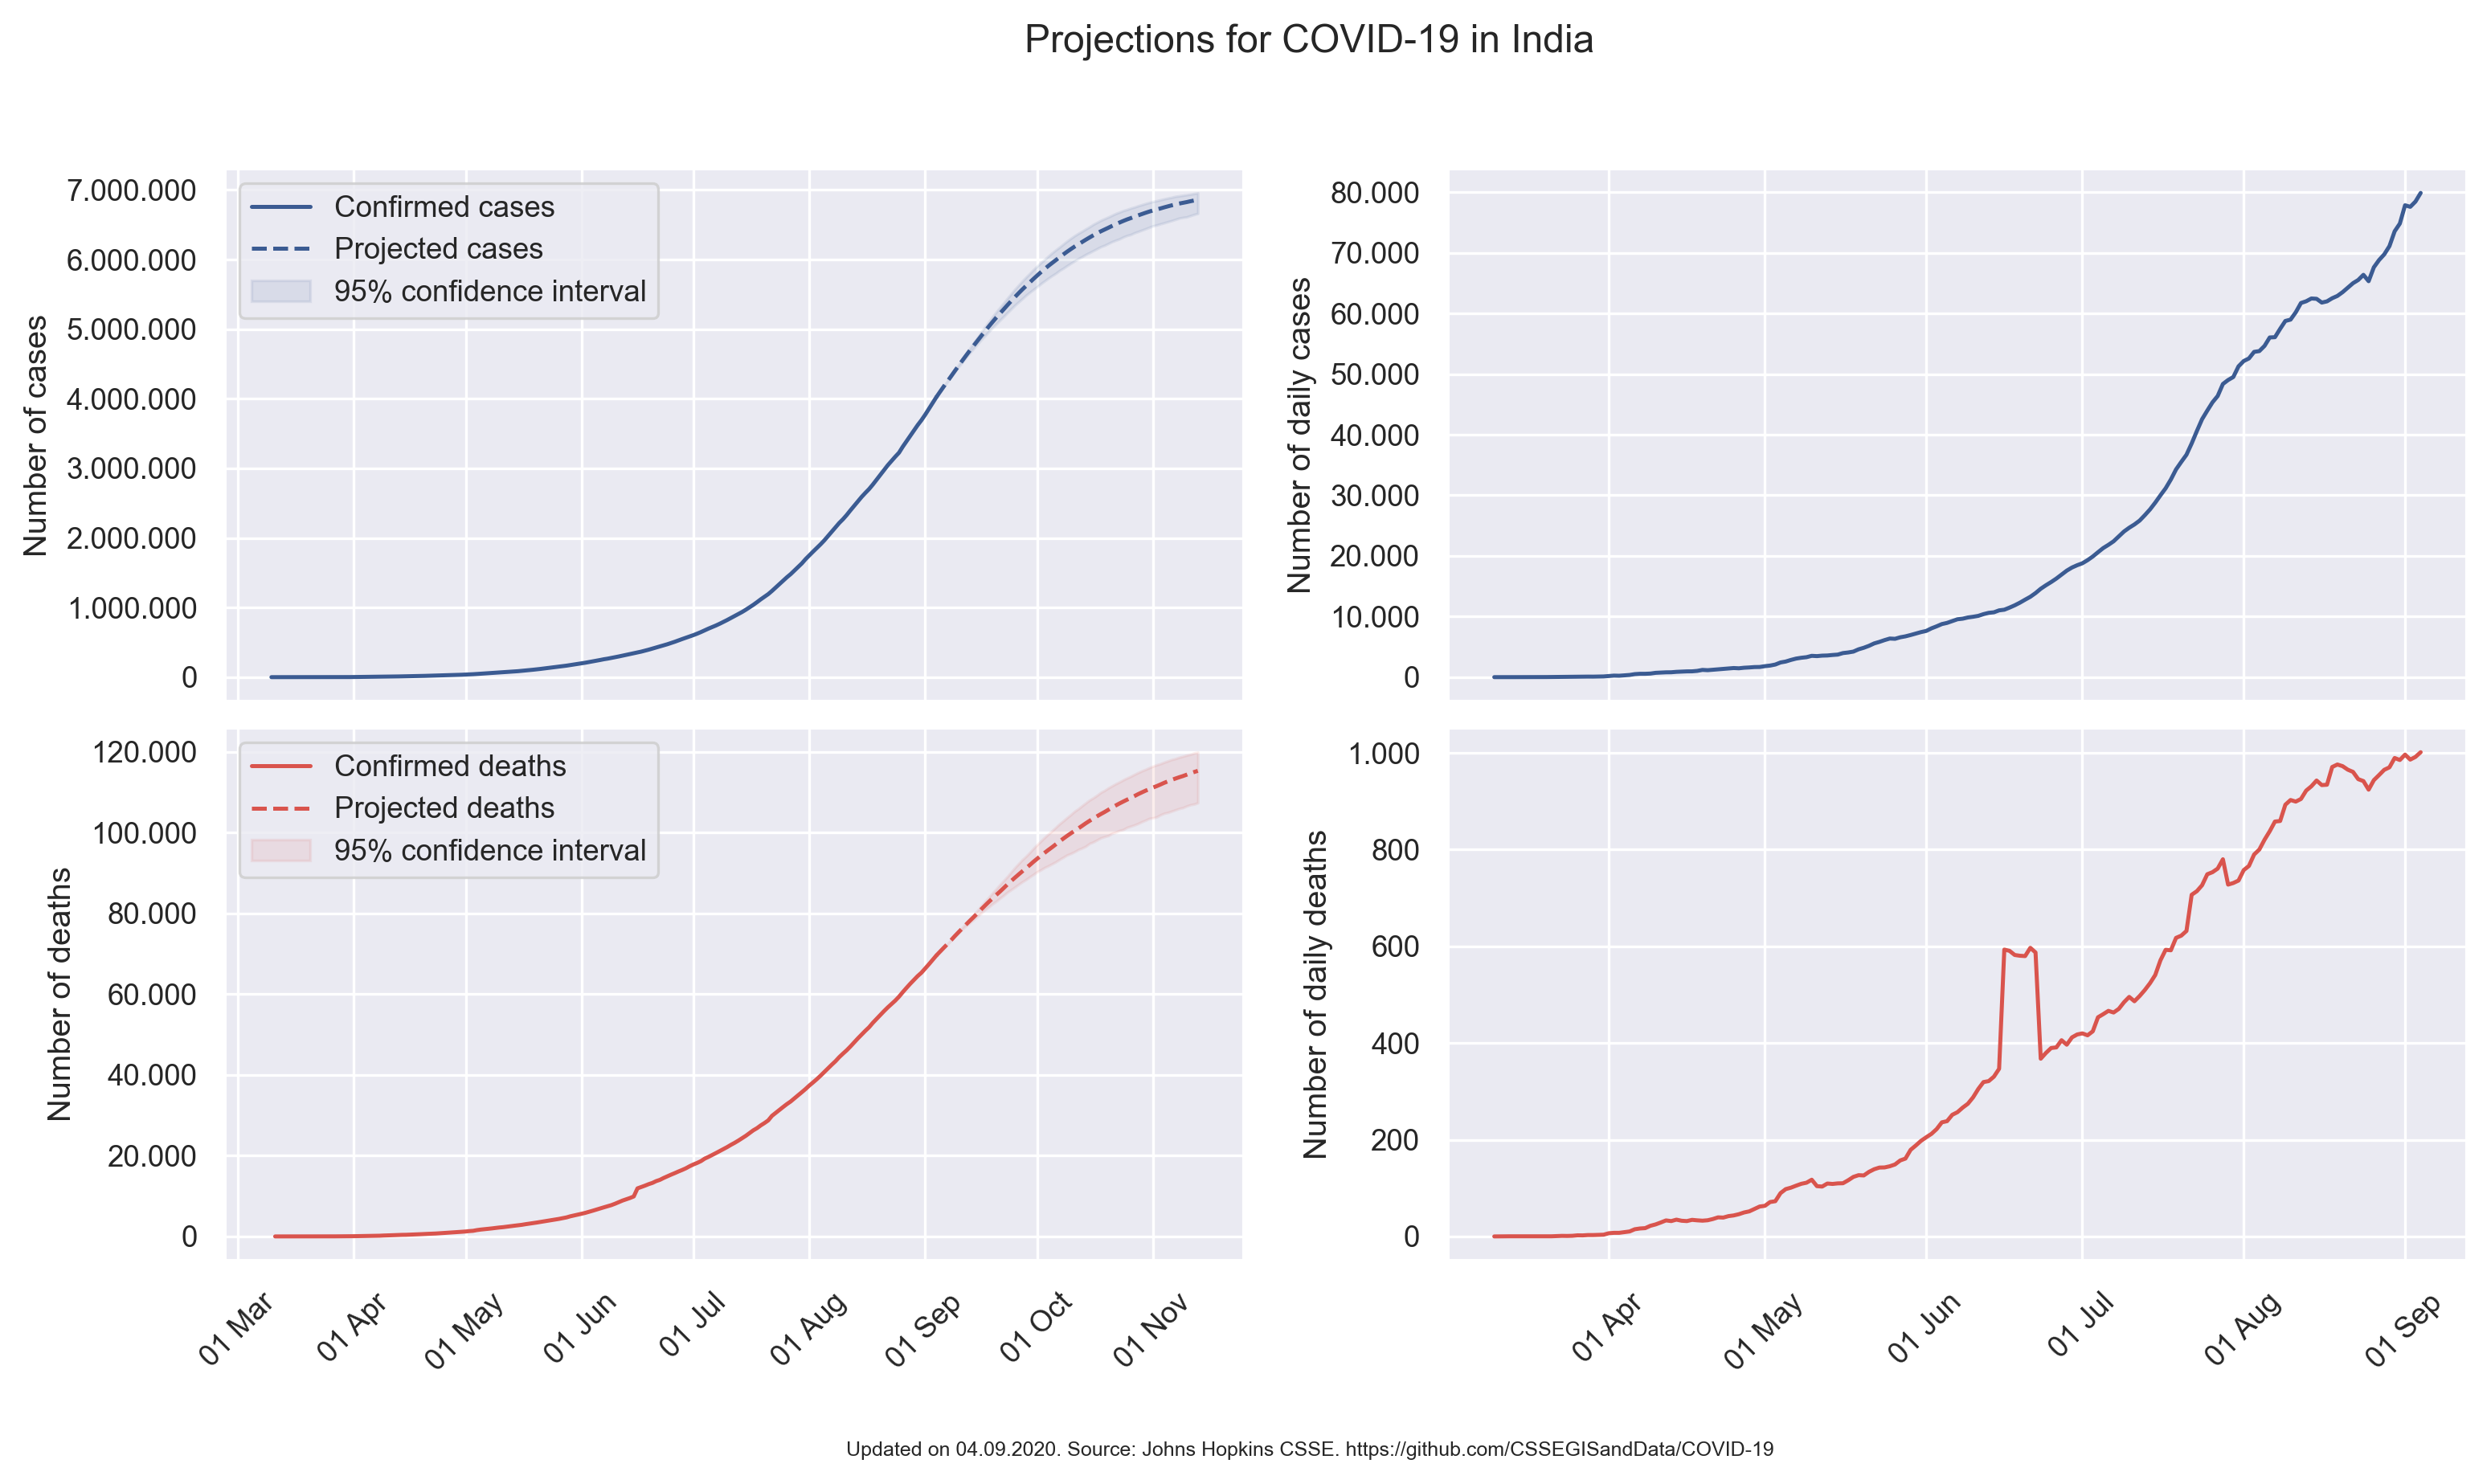 Projections for COVID-19 in India
Number of cases
7.000.000
6.000.000
5.000.000
4.000.000
3.000.000
2.000.000
1.000.000
0
Confirmed cases
Projected cases
95% confidence interval
Number of daily cases
80.000
70.000
60.000
50.000
40.000
30.000
20.000
10.000
0
Number of deaths
120.000
100.000
80.000
60.000
40.000
20.000
0
Confirmed deaths
Projected deaths
95% confidence interval
01 Mar
01 Apr
01 May
01 Jun
01 Jul
01 Aug
01 Sep
01 Oct
01 Nov
Number of daily deaths
1.000
800
600
400
200
0
01 Apr
01 May
01 Jun
01 Jul
01 Aug
01 Sep
Updated on 04.09.2020. Source: Johns Hopkins CSSE. https://github.com/CSSEGISandData/COVID-19